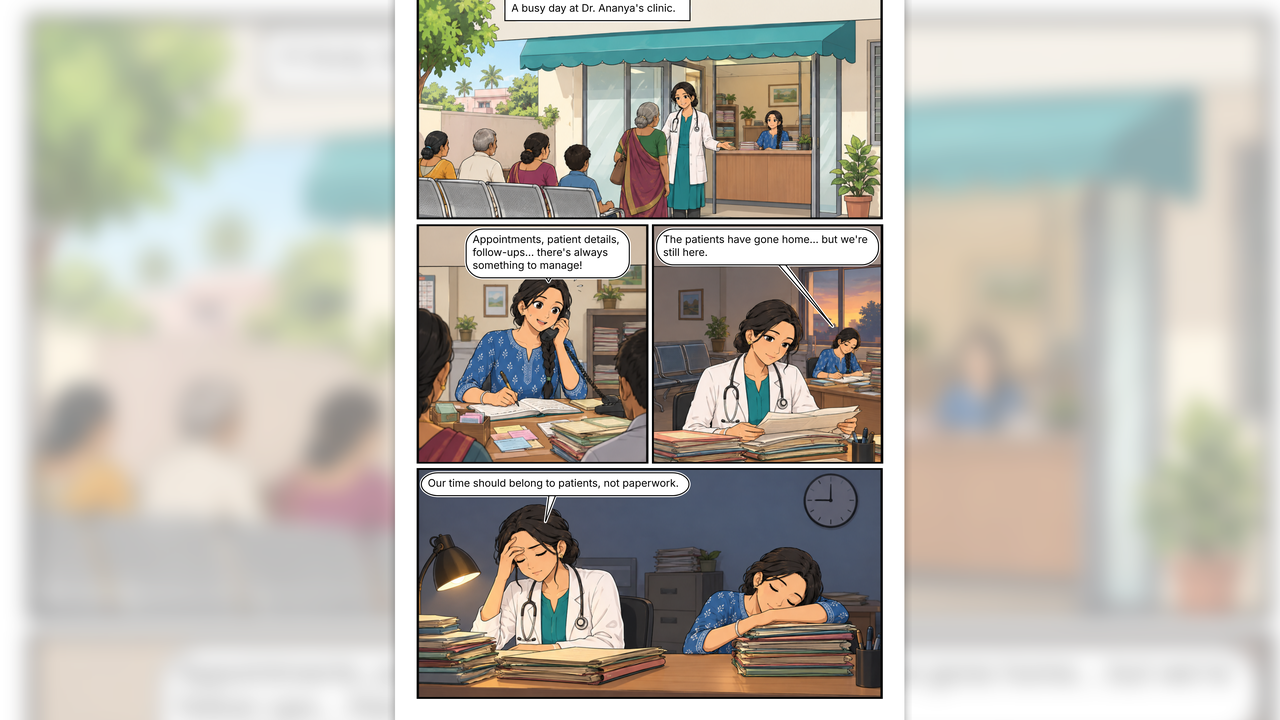 A busy day at Dr. Ananya's clinic.
Appointments, patient details,
follow-ups... there's always
something to manage!
The patients have gone home... but we're
still here.
Our time should belong to patients, not paperwork.